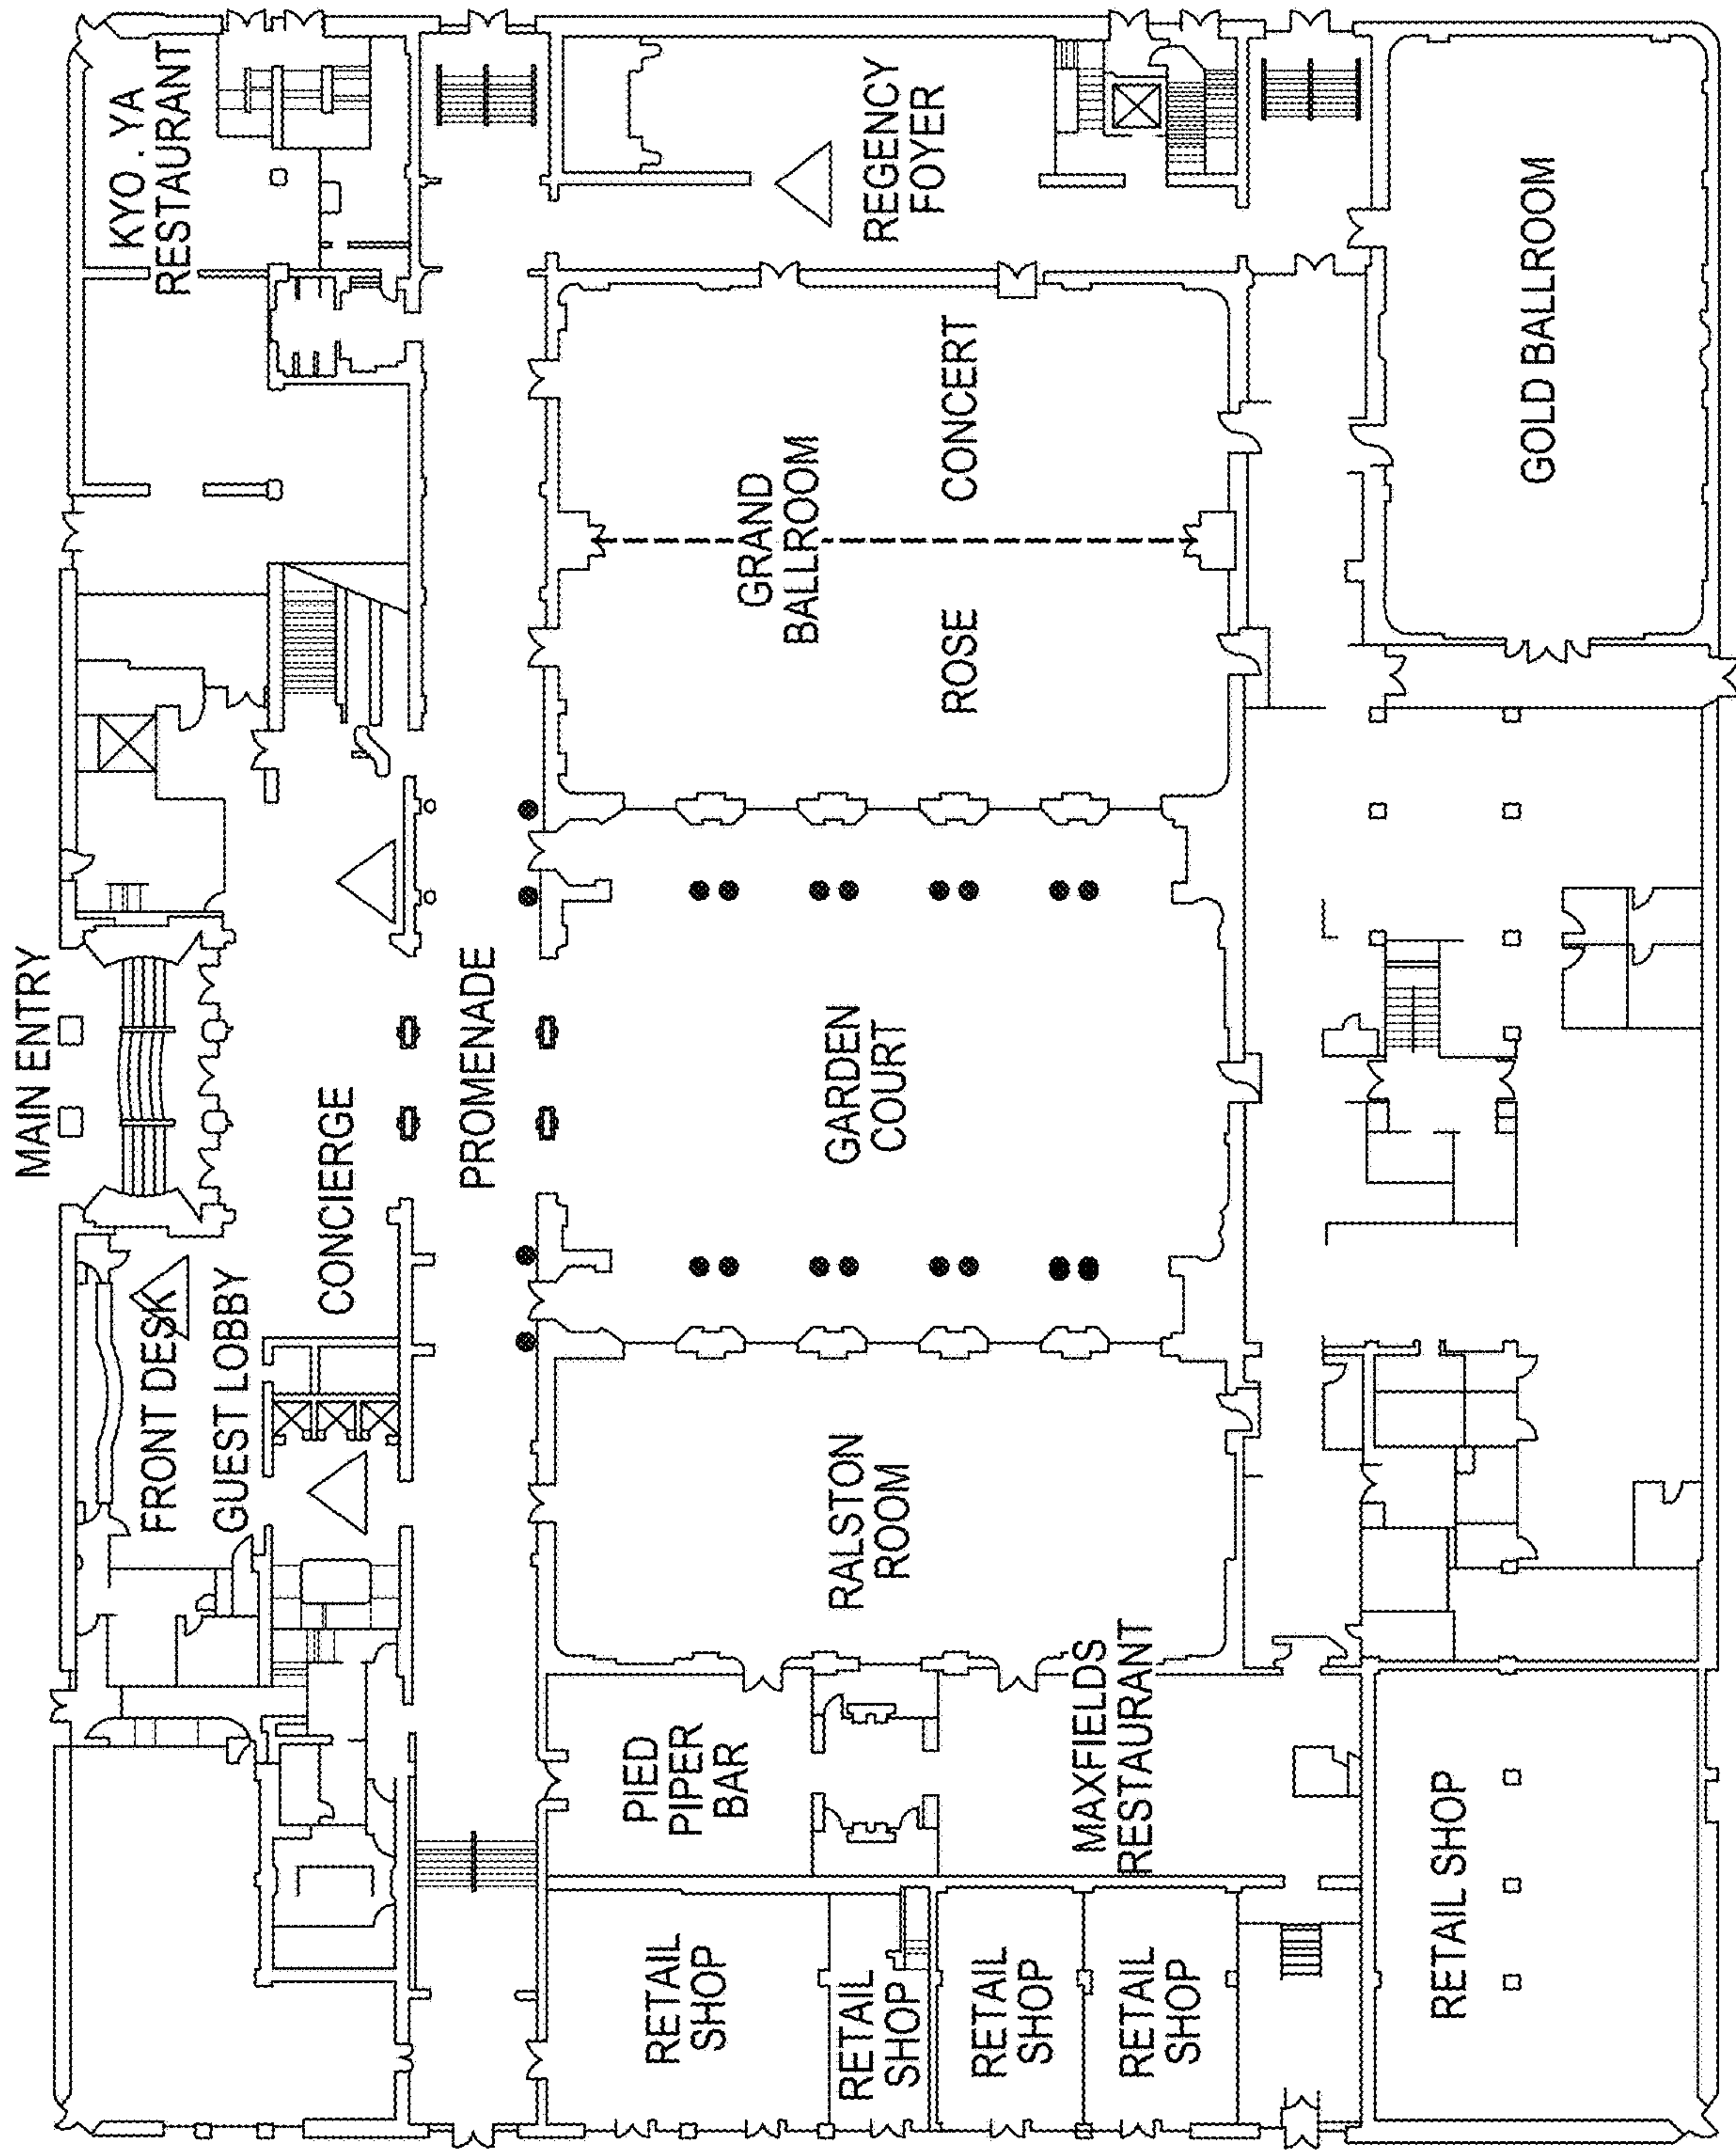 MAIN ENTRY
KYO . YA
RESTAURANT
FRONT DESK
GUEST LOBBY
CONCIERGE
PROMENADE
REGENCY
FOYER
GRAND
BALLROOM
ROSE
CONCERT
GARDEN
COURT
RALSTON
ROOM
PIED
PIPER
BAR
MAXFIELDS
RESTAURANT
RETAIL
SHOP
RETAIL
SHOP
RETAIL
SHOP
RETAIL
SHOP
RETAIL SHOP
GOLD BALLROOM